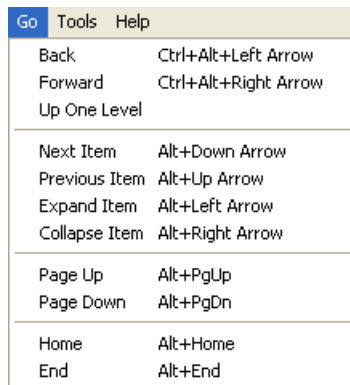 Go Tools Help
Back Ctrl+Alt+Left Arrow
Forward Ctrl+Alt+Right Arrow
Up One Level
Next Item Alt+Down Arrow
Previous Item Alt+Up Arrow
Expand Item Alt+Left Arrow
Collapse Item Alt+Right Arrow
Page Up Alt+PgUp
Page Down Alt+PgDn
Home Alt+Home
End Alt+End